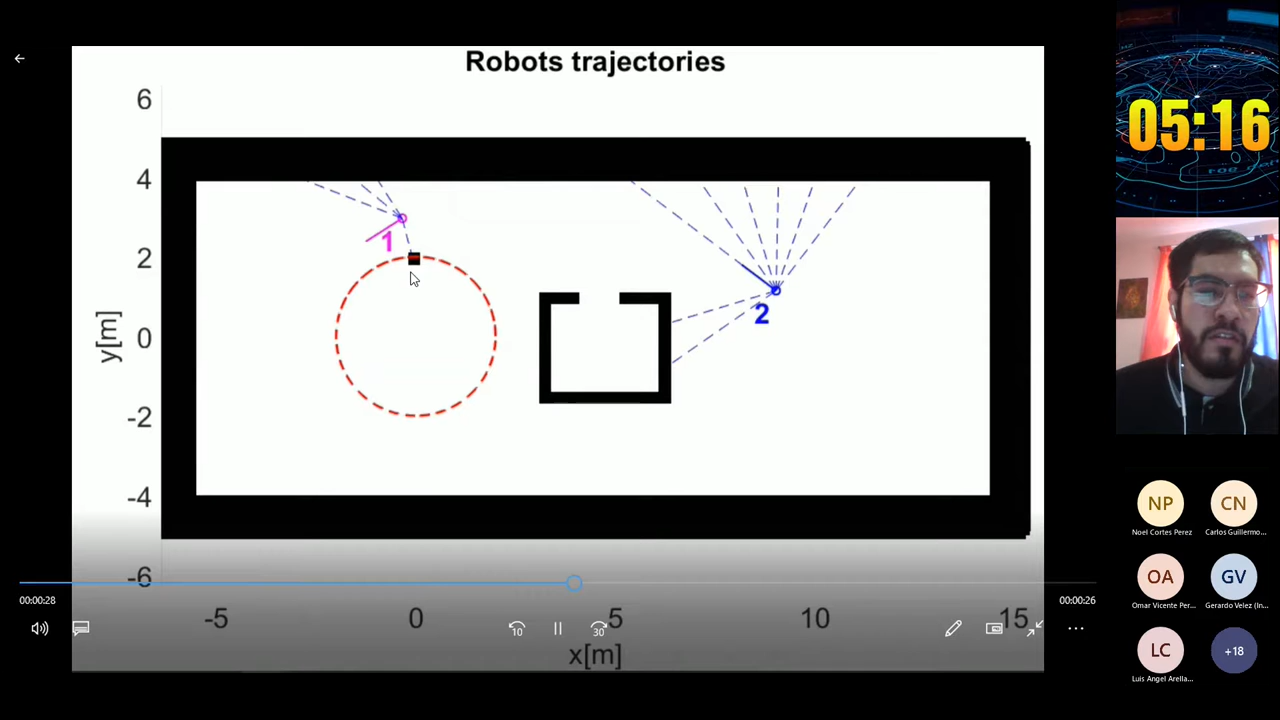 Robots trajectories
6
4
2
0
-2
-4
-6
y[m]
1
2
-5
0
5
10
15
x[m]
00:00:28
00:00:26
10
30
05:16
NP
CN
Noel Cortes Perez
Carlos Guillermo...
OA
GV
Omar Vicente Per...
Gerardo Velez (In...
LC
+18
Luis Angel Arella...